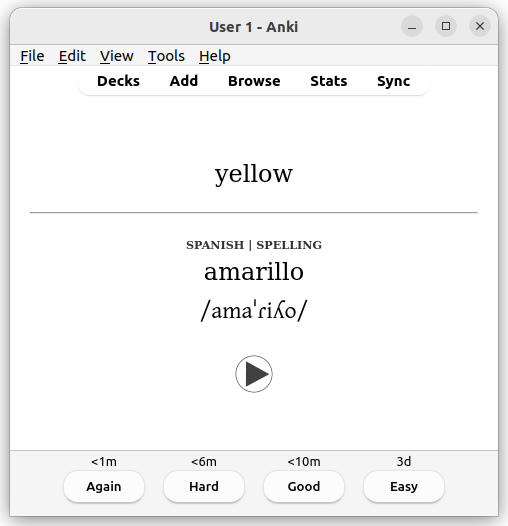 User 1 - Anki
File Edit View Tools Help
Decks Add Browse Stats Sync
yellow
SPANISH | SPELLING
amarillo
/amaˈɾiʎo/
<1m <6m <10m 3d
Again Hard Good Easy